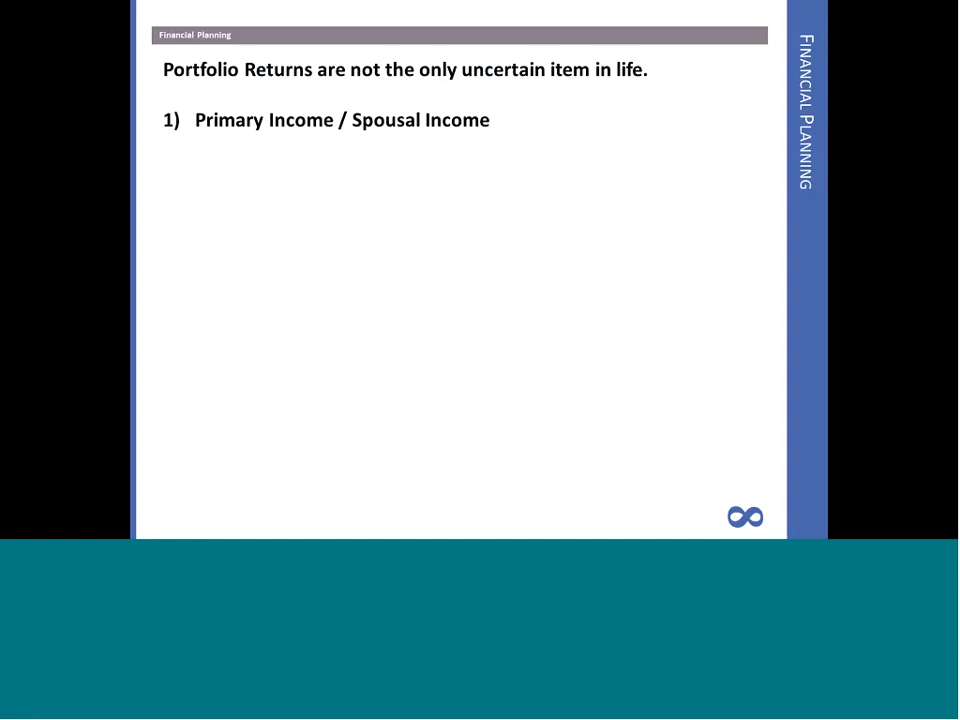 Financial Planning
Portfolio Returns are not the only uncertain item in life.
1) Primary Income / Spousal Income
FINANCIAL PLANNING
8